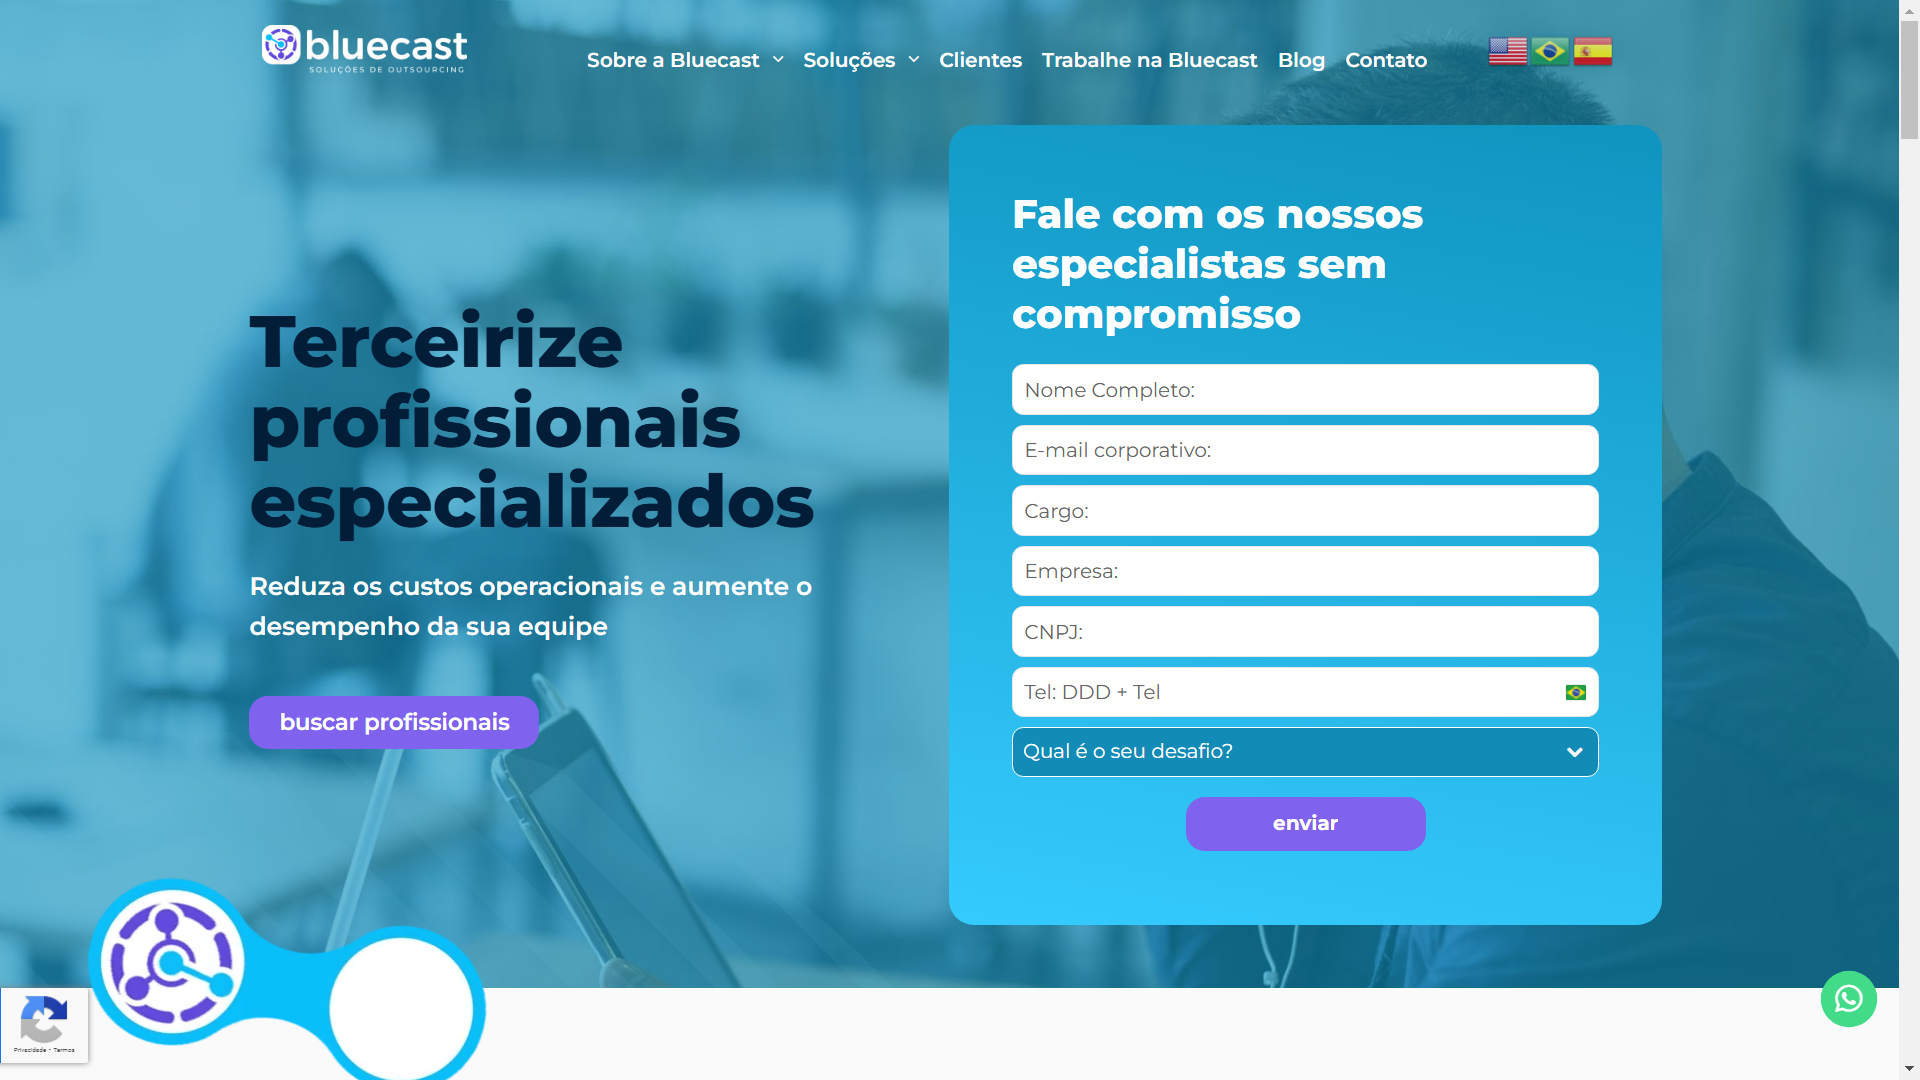 bluecast
SOLUÇÕES DE OUTSOURCING
Sobre a Bluecast
Soluções
Clientes
Trabalhe na Bluecast
Blog
Contato
Terceirize
profissionais
especializados
Reduza os custos operacionais e aumente o
desempenho da sua equipe
buscar profissionais
Fale com os nossos
especialistas sem
compromisso
Nome Completo:
E-mail corporativo:
Cargo:
Empresa:
CNPJ:
Tel: DDD + Tel
Qual é o seu desafio?
enviar
Privacidade - Termos